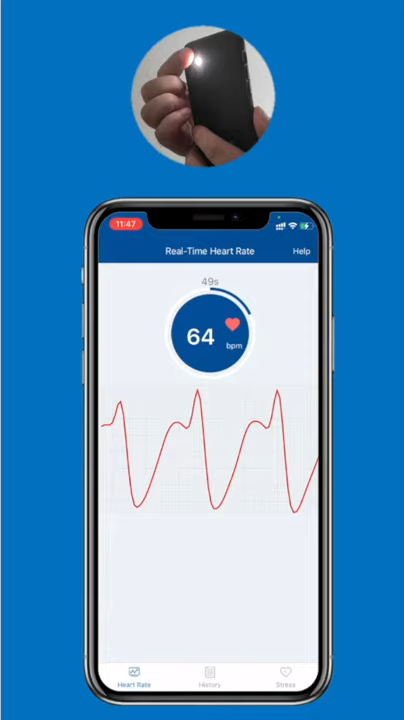 11:47
Real-Time Heart Rate
Help
49s
64
bpm
Heart Rate
History
Stress